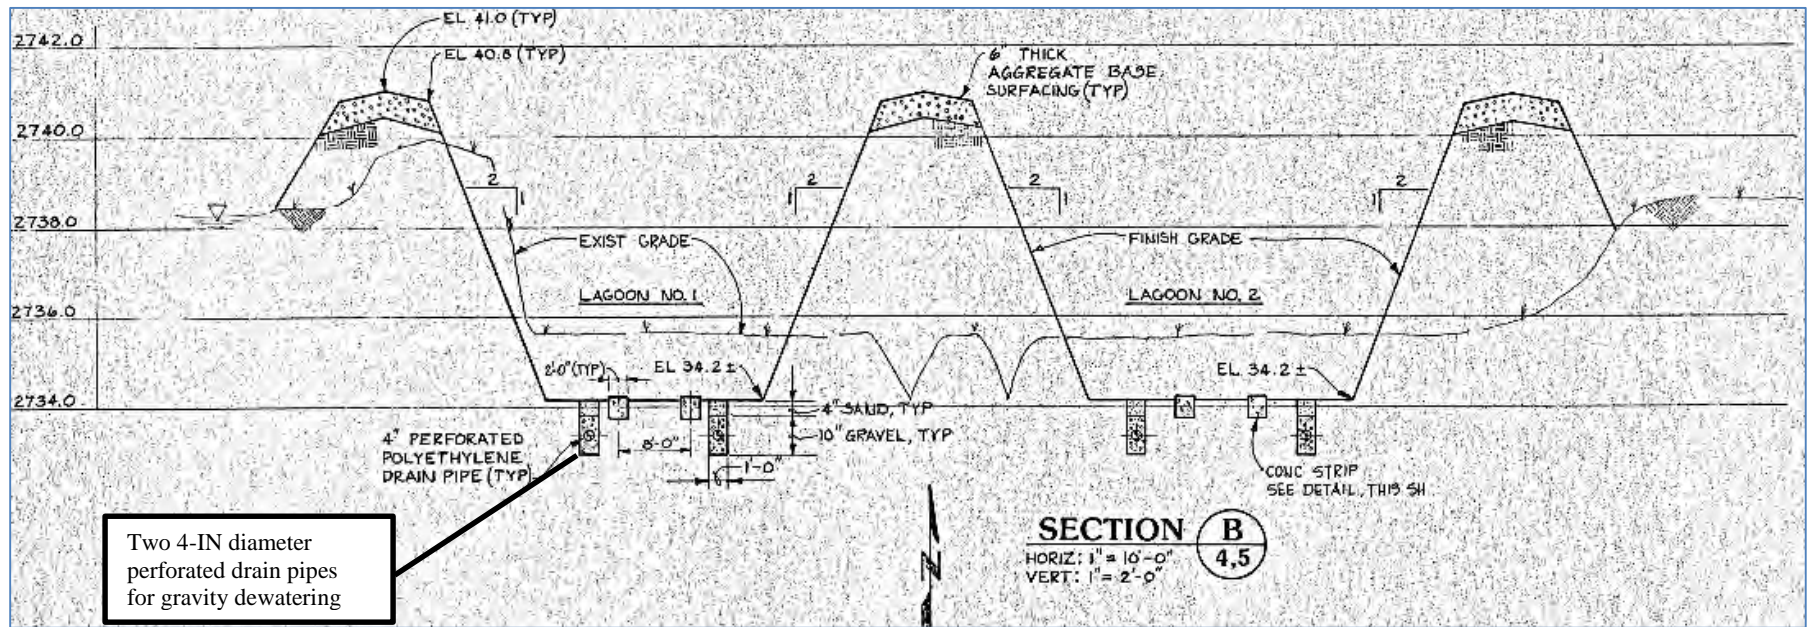 EL 41.0 (TYP)
2742.0
EL 40.8 (TYP)
6" THICK
AGGREGATE BASE
SURFACING (TYP)
2740.0
2
1
2
1
2
1
2
1
2738.0
EXIST GRADE
FINISH GRADE
LAGOON NO. 1
LAGOON NO. 2
2736.0
2'-0" (TYP)
EL 34.2 ±
EL 34.2 ±
2734.0
4" SAND, TYP
10" GRAVEL, TYP
4" PERFORATED
POLYETHYLENE
DRAIN PIPE (TYP)
8'-0"
1'-0"
CONC STRIP
SEE DETAIL, THIS SH
Two 4-IN diameter
perforated drain pipes
for gravity dewatering
SECTION B
4,5
HORIZ: 1" = 10'-0"
VERT: 1" = 2'-0"
N